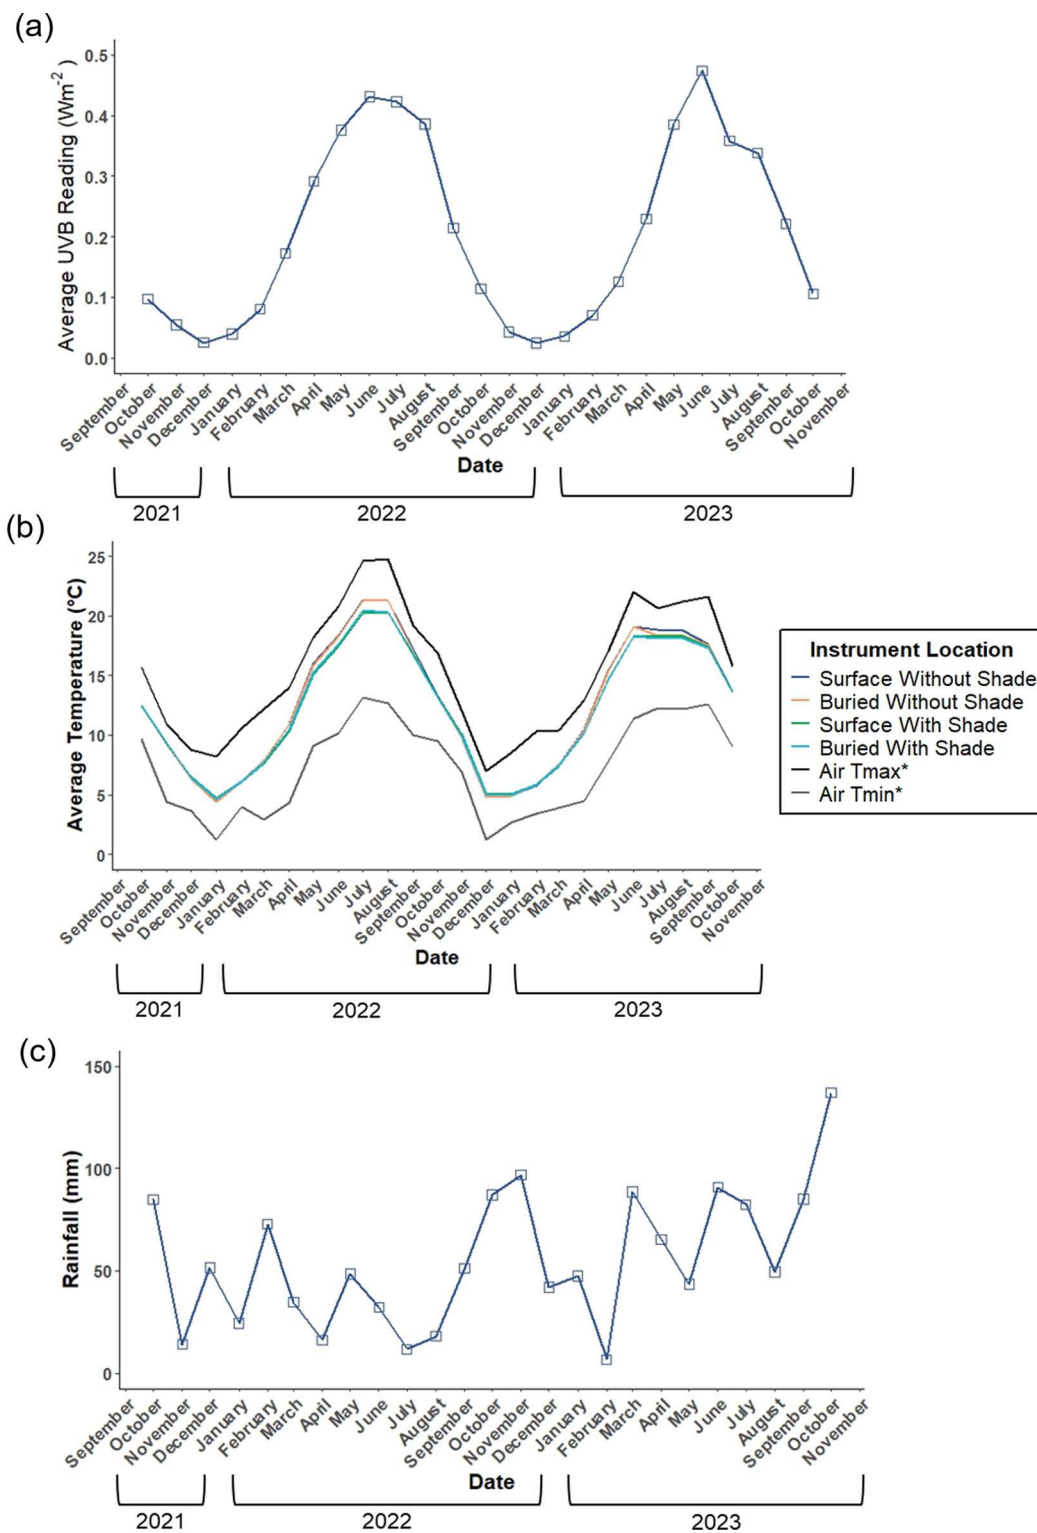 (a)
Average UVB Reading (Wm-2 )
0.5
0.4
0.3
0.2
0.1
0.0
September
October
November
December
January
February
March
April
May
June
July
August
September
October
November
December
January
February
March
April
May
June
July
August
September
October
November
Date
2021
2022
2023
(b)
Average Temperature (°C)
25
20
15
10
5
0
September
October
November
December
January
February
March
April
May
June
July
August
September
October
November
December
January
February
March
April
May
June
July
August
September
October
November
Date
2021
2022
2023
Instrument Location
Surface Without Shade
Buried Without Shade
Surface With Shade
Buried With Shade
Air Tmax*
Air Tmin*
(c)
Rainfall (mm)
150
100
50
0
September
October
November
December
January
February
March
April
May
June
July
August
September
October
November
December
January
February
March
April
May
June
July
August
September
October
November
Date
2021
2022
2023